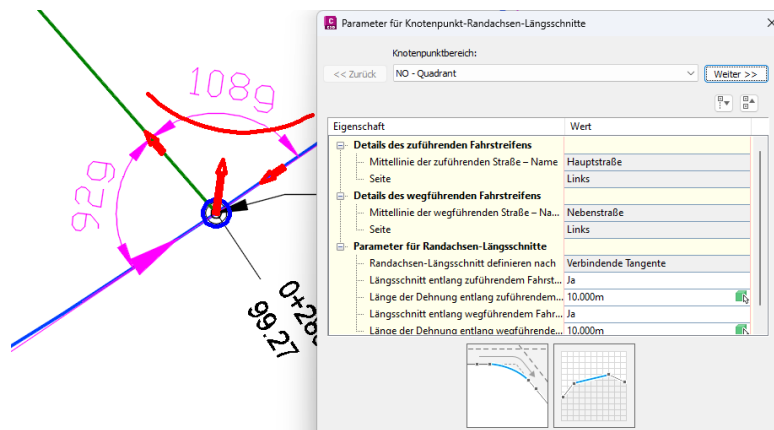 108g
92g
0+28
99.27
C
C3D
Parameter für Knotenpunkt-Randachsen-Längsschnitte
Knotenpunktbereich:
<< Zurück
NO - Quadrant
Weiter >>
Eigenschaft Wert
Details des zuführenden Fahrstreifens
Mittellinie der zuführenden Straße – Name Hauptstraße
Seite Links
Details des wegführenden Fahrstreifens
Mittellinie der wegführenden Straße – Na... Nebenstraße
Seite Links
Parameter für Randachsen-Längsschnitte
Randachsen-Längsschnitt definieren nach Verbindende Tangente
Längsschnitt entlang zuführendem Fahrst... Ja
Länge der Dehnung entlang zuführendem... 10.000m
Längsschnitt entlang wegführendem Fahr... Ja
Länge der Dehnung entlang wegführende... 10.000m